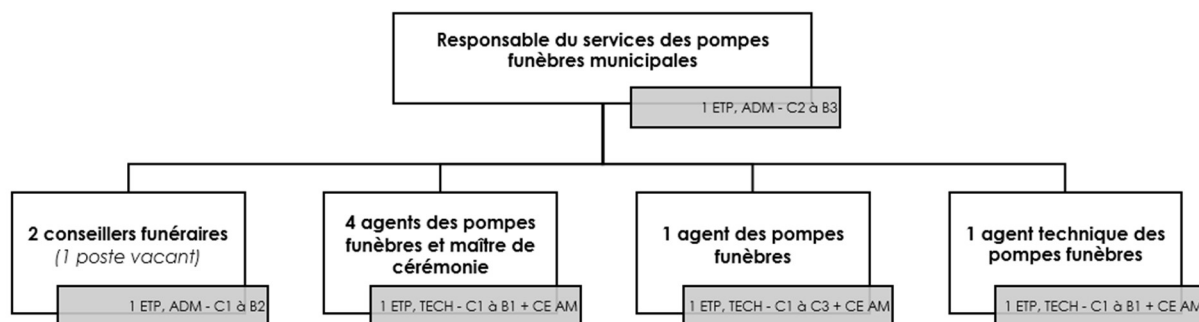 Responsable du services des pompes
funèbres municipales
1 ETP, ADM - C2 à B3
2 conseillers funéraires
(1 poste vacant)
1 ETP, ADM - C1 à B2
4 agents des pompes
funèbres et maître de
cérémonie
1 ETP, TECH - C1 à B1 + CE AM
1 agent des pompes
funèbres
1 ETP, TECH - C1 à C3 + CE AM
1 agent technique des
pompes funèbres
1 ETP, TECH - C1 à B1 + CE AM